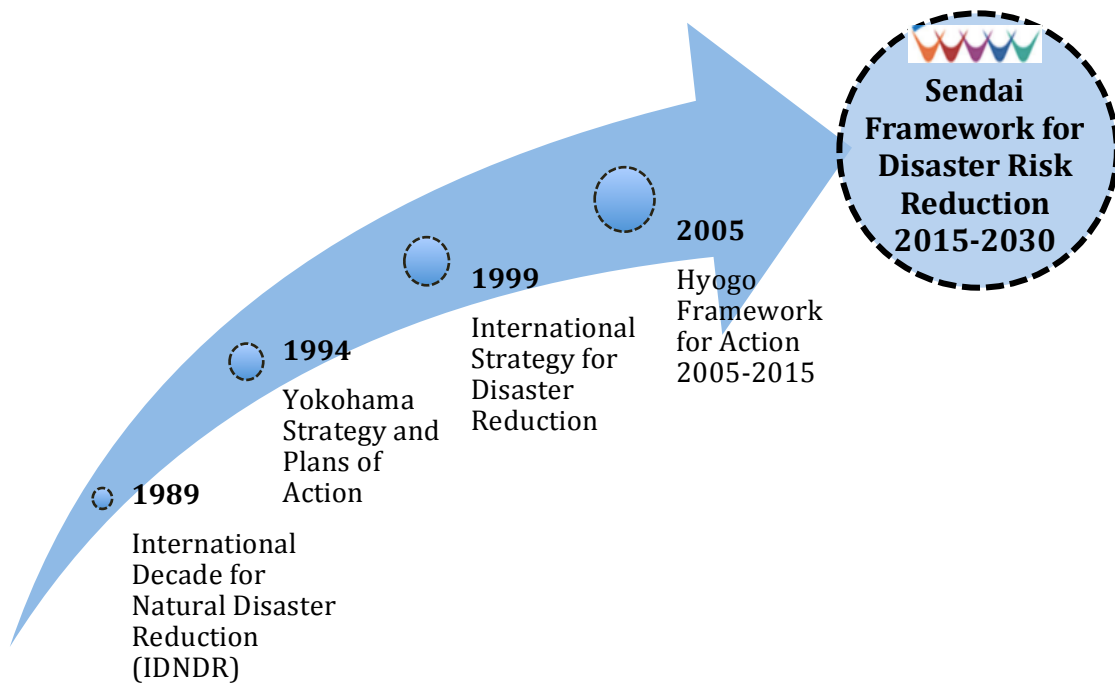 1989
International
Decade for
Natural Disaster
Reduction
(IDNDR)
1994
Yokohama
Strategy and
Plans of
Action
1999
International
Strategy for
Disaster
Reduction
2005
Hyogo
Framework
for Action
2005-2015
Sendai
Framework for
Disaster Risk
Reduction
2015-2030